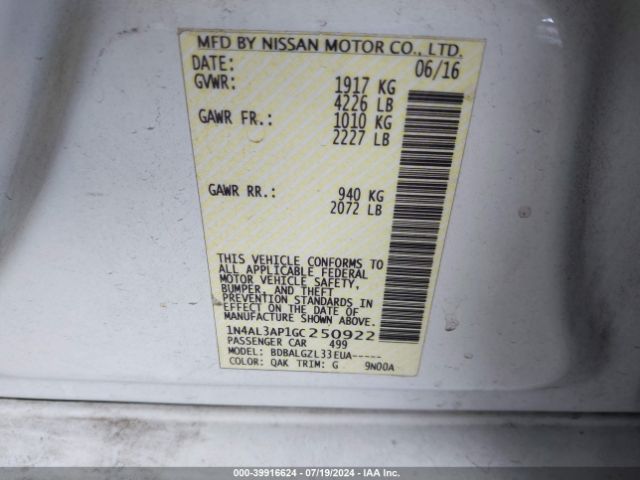 MFD BY NISSAN MOTOR CO., LTD.
DATE: 06/16
GVWR: 1917 KG
4226 LB
GAWR FR.: 1010 KG
2227 LB
GAWR RR.: 940 KG
2072 LB
THIS VEHICLE CONFORMS TO
ALL APPLICABLE FEDERAL
MOTOR VEHICLE SAFETY,
BUMPER, AND THEFT
PREVENTION STANDARDS IN
EFFECT ON THE DATE OF
MANUFACTURE SHOWN ABOVE.
1N4AL3AP1GC250922
PASSENGER CAR 499
MODEL: BDBALGZL33EUA-----
COLOR: QAK TRIM: G 9N00A
000-39916624 - 07/19/2024 - IAA Inc.